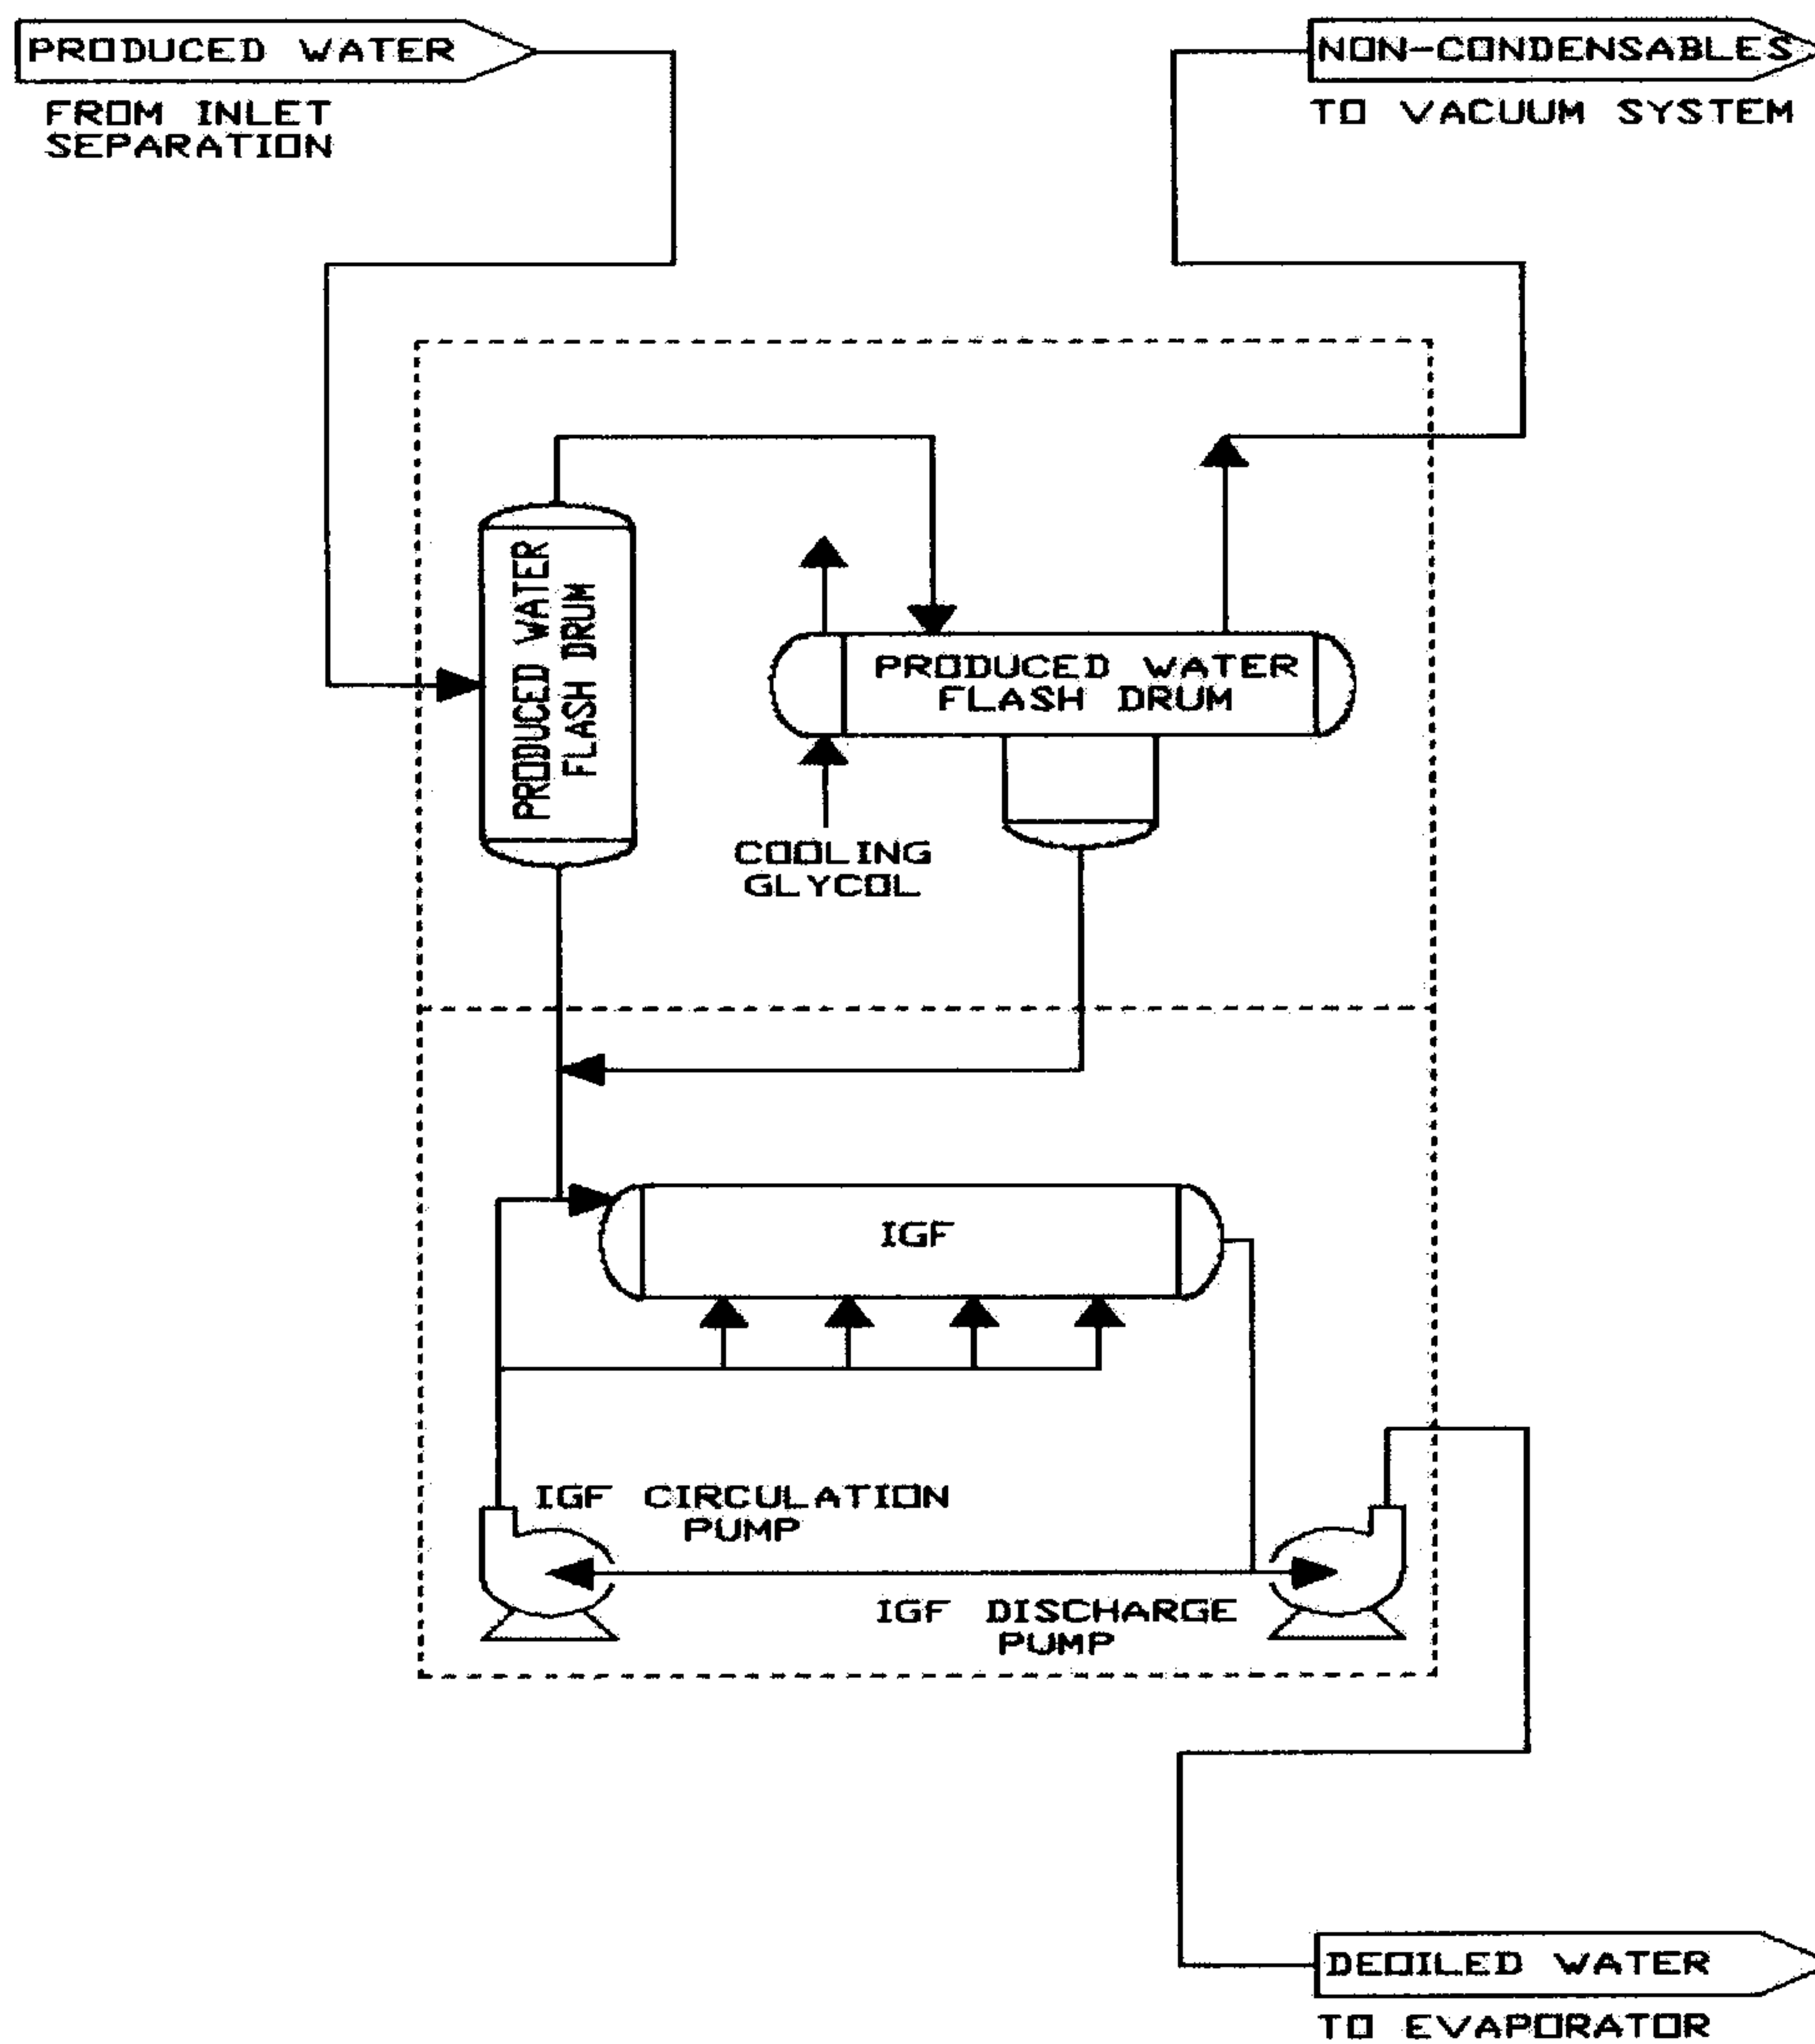 PRODUCED WATER
FROM INLET
SEPARATION
NON-CONDENSABLES
TO VACUUM SYSTEM
PRODUCED WATER
FLASH DRUM
PRODUCED WATER
FLASH DRUM
COOLING
GLYCOL
IGF
IGF CIRCULATION
PUMP
IGF DISCHARGE
PUMP
DEOILED WATER
TO EVAPORATOR